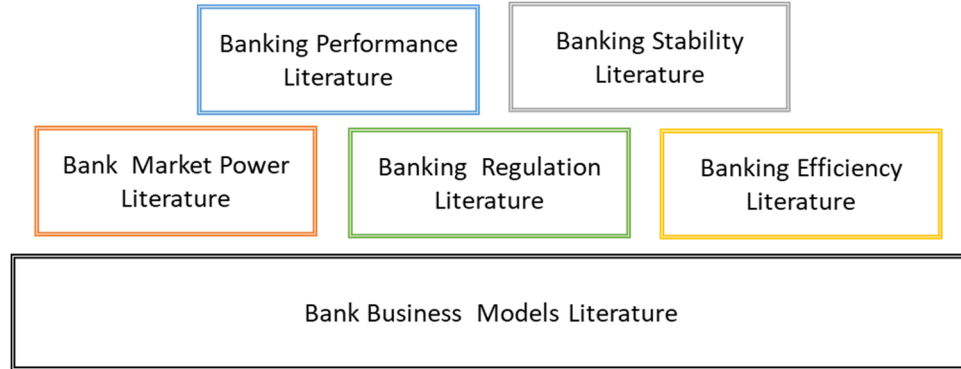 Banking Performance
Literature
Banking Stability
Literature
Bank Market Power
Literature
Banking Regulation
Literature
Banking Efficiency
Literature
Bank Business Models Literature